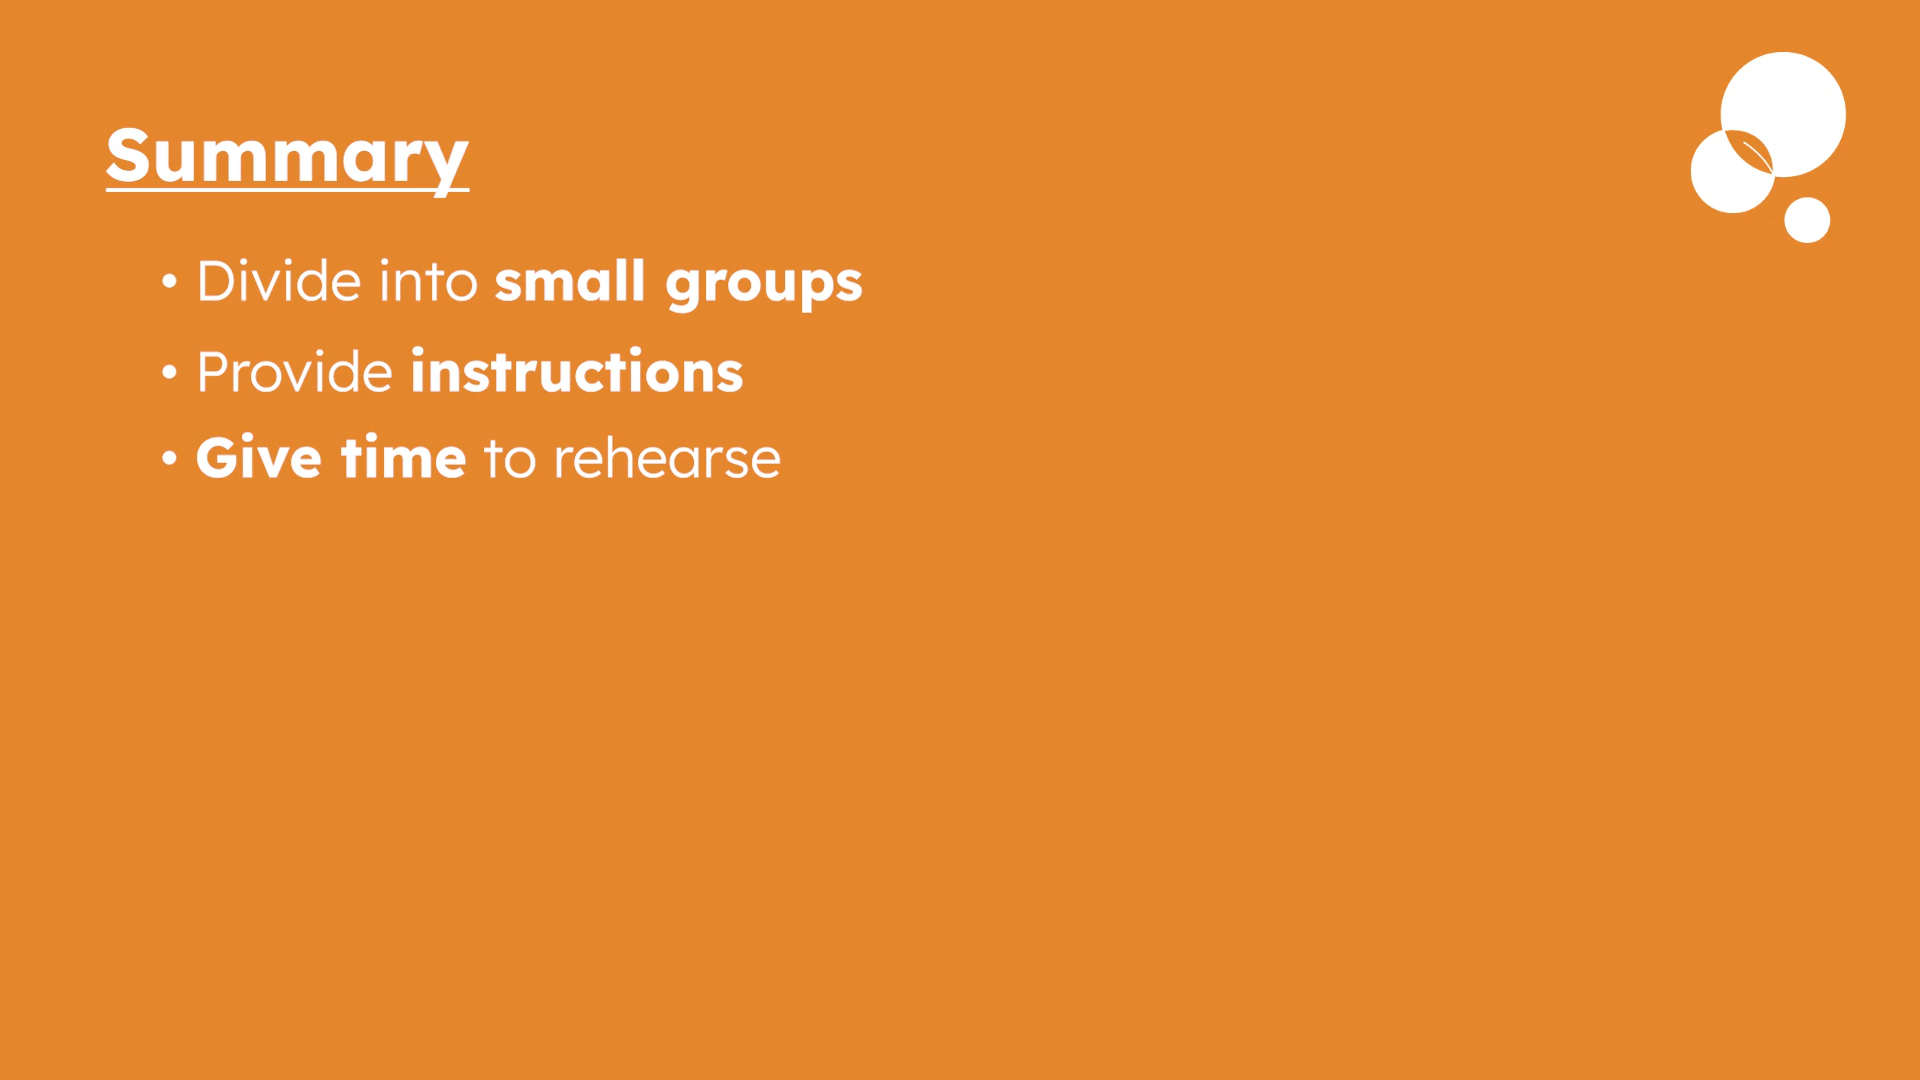 Summary
• Divide into small groups
• Provide instructions
• Give time to rehearse